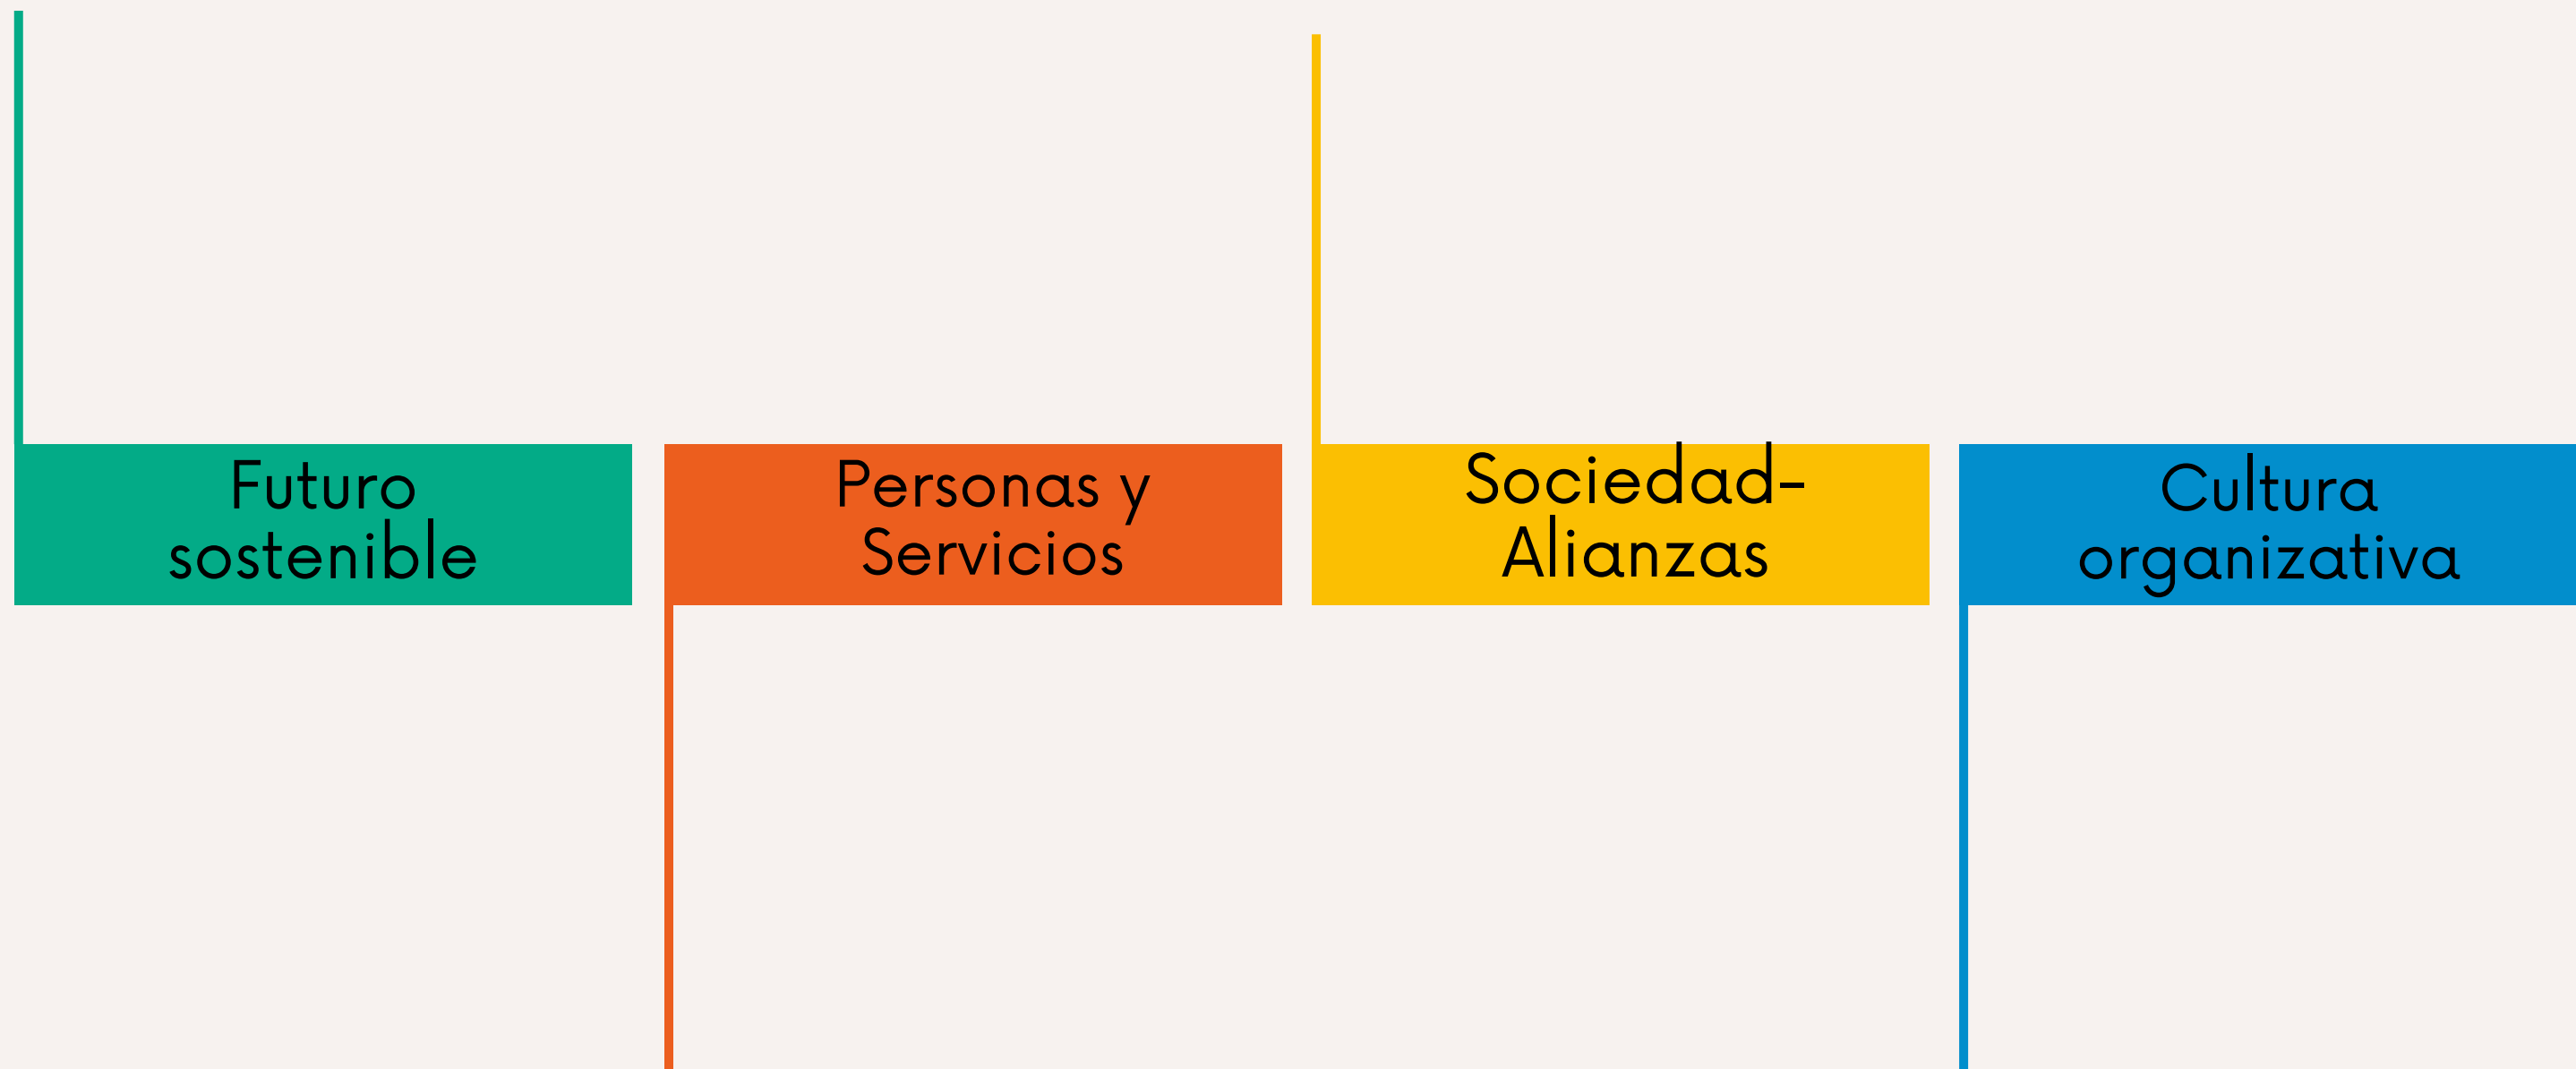 Futuro
sostenible
Personas y
Servicios
Sociedad-
Alianzas
Cultura
organizativa